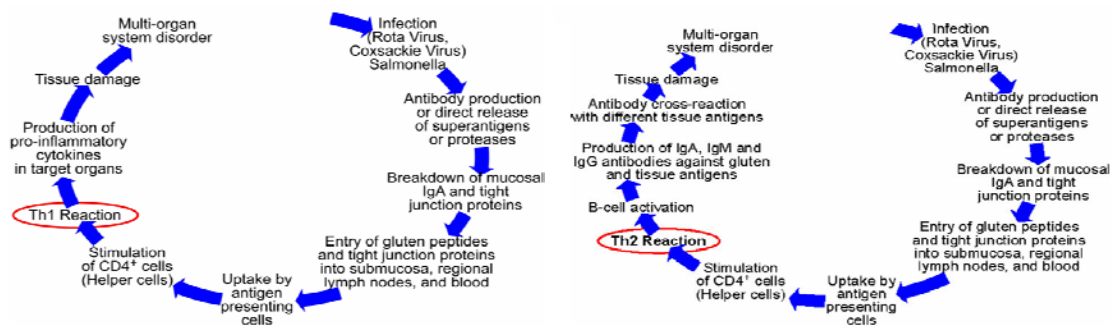 Multi-organ
system disorder
Tissue damage
Production of
pro-inflammatory
cytokines
in target organs
Th1 Reaction
Stimulation
of CD4+ cells
(Helper cells)
Uptake by
antigen
presenting
cells
Infection
(Rota Virus,
Coxsackie Virus)
Salmonella
Antibody production
or direct release
of superantigens
or proteases
Breakdown of mucosal
IgA and tight
junction proteins
Entry of gluten peptides
and tight junction proteins
into submucosa, regional
lymph nodes, and blood
Multi-organ
system disorder
Tissue damage
Antibody cross-reaction
with different tissue antigens
Production of IgA, IgM and
IgG antibodies against gluten
and tissue antigens
B-cell activation
Th2 Reaction
Stimulation
of CD4+ cells
(Helper cells)
Uptake by
antigen
presenting
cells
Infection
(Rota Virus,
Coxsackie Virus)
Salmonella
Antibody production
or direct release of
superantigens
or proteases
Breakdown of mucosal
IgA and tight
junction proteins
Entry of gluten peptides
and tight junction proteins
into submucosa, regional
lymph nodes, and blood